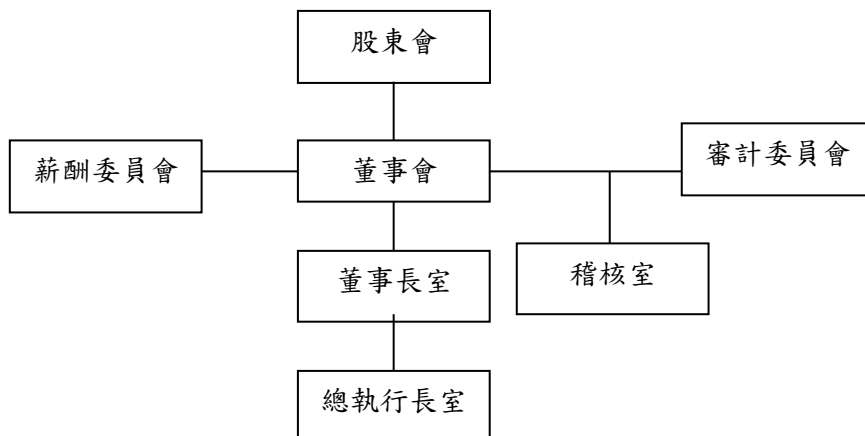 股東會
薪酬委員會
董事會
審計委員會
董事長室
稽核室
總執行長室